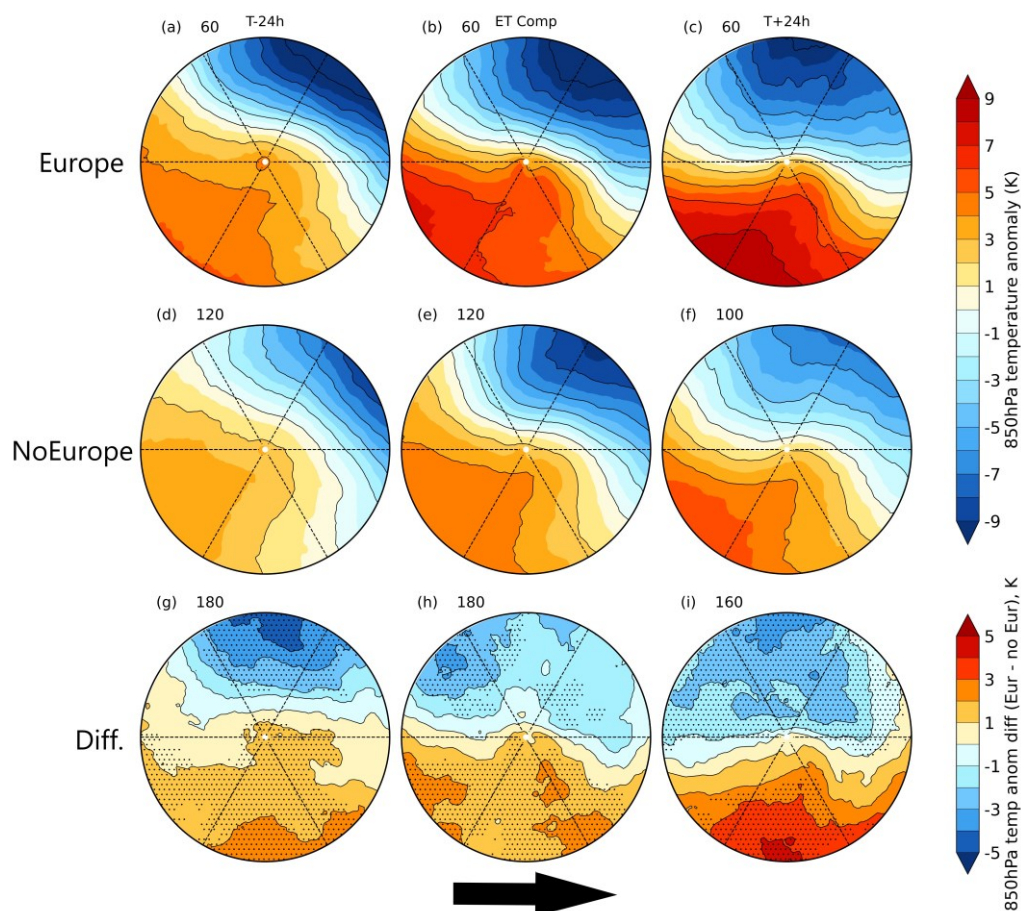 (a) 60 T-24h
(b) 60 ET Comp
(c) 60 T+24h
Europe
(d) 120
(e) 120
(f) 100
NoEurope
(g) 180
(h) 180
(i) 160
Diff.
9
7
5
3
1
-1
-3
-5
-7
-9
850hPa temperature anomaly (K)
5
3
1
-1
-3
-5
850hPa temp anom diff (Eur - no Eur), K